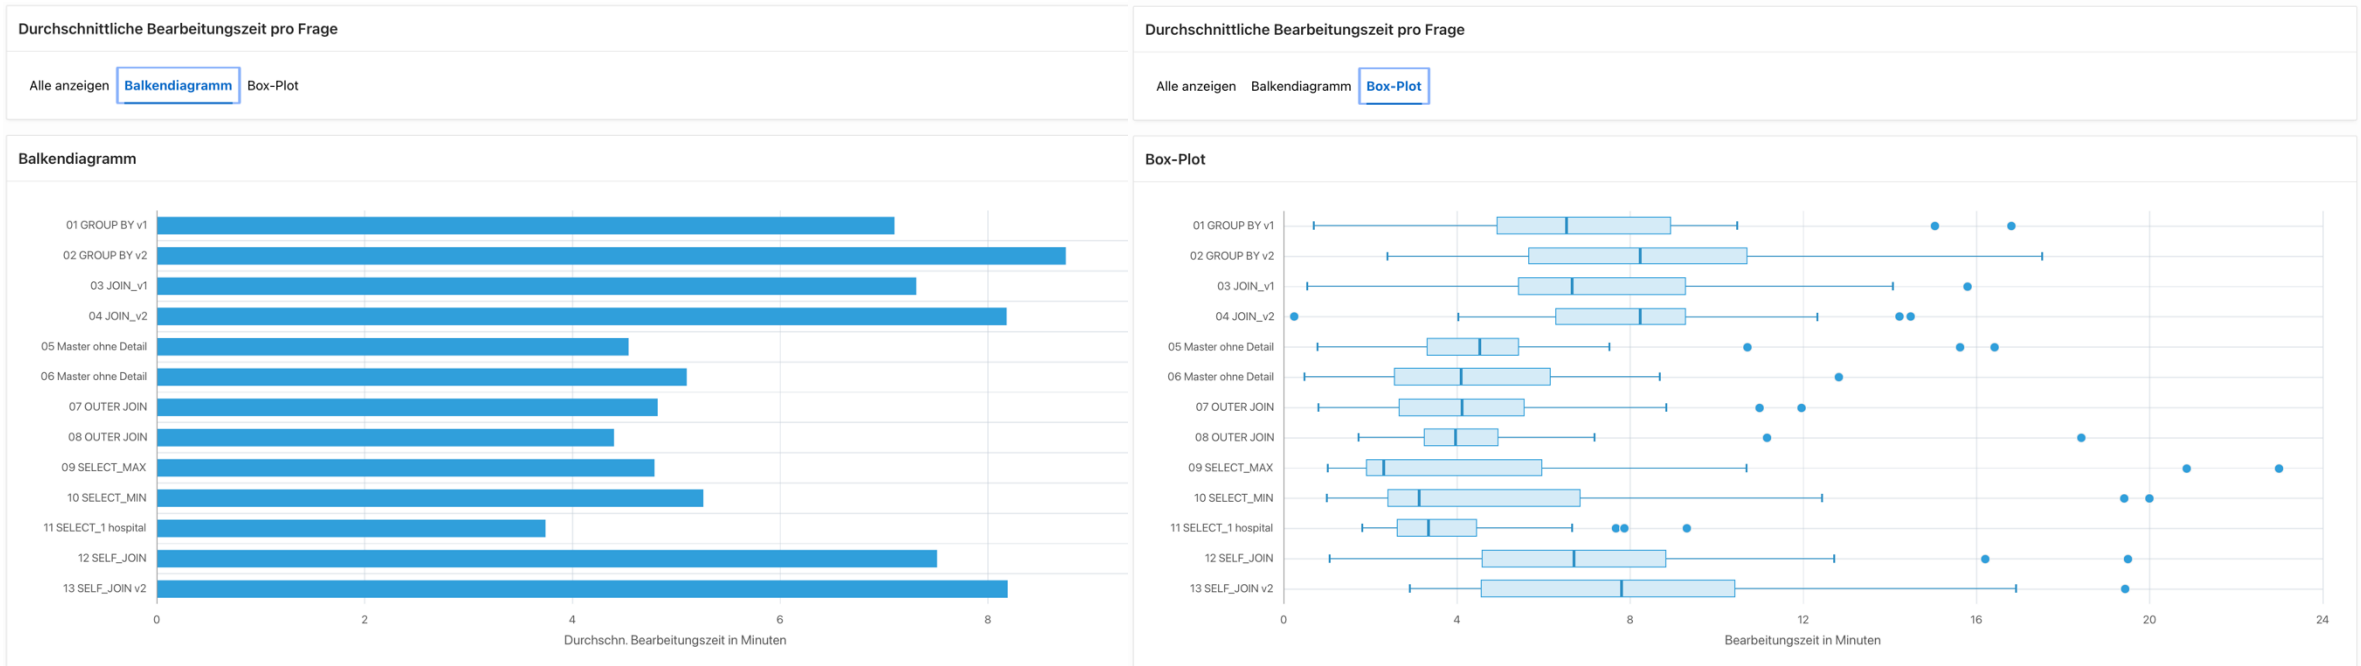 Durchschnittliche Bearbeitungszeit pro Frage
Alle anzeigen Balkendiagramm Box-Plot
Balkendiagramm
01 GROUP BY v1
02 GROUP BY v2
03 JOIN_v1
04 JOIN_v2
05 Master ohne Detail
06 Master ohne Detail
07 OUTER JOIN
08 OUTER JOIN
09 SELECT_MAX
10 SELECT_MIN
11 SELECT_1 hospital
12 SELF_JOIN
13 SELF_JOIN v2
0 2 4 6 8
Durchschn. Bearbeitungszeit in Minuten
Durchschnittliche Bearbeitungszeit pro Frage
Alle anzeigen Balkendiagramm Box-Plot
Box-Plot
01 GROUP BY v1
02 GROUP BY v2
03 JOIN_v1
04 JOIN_v2
05 Master ohne Detail
06 Master ohne Detail
07 OUTER JOIN
08 OUTER JOIN
09 SELECT_MAX
10 SELECT_MIN
11 SELECT_1 hospital
12 SELF_JOIN
13 SELF_JOIN v2
0 4 8 12 16 20 24
Bearbeitungszeit in Minuten